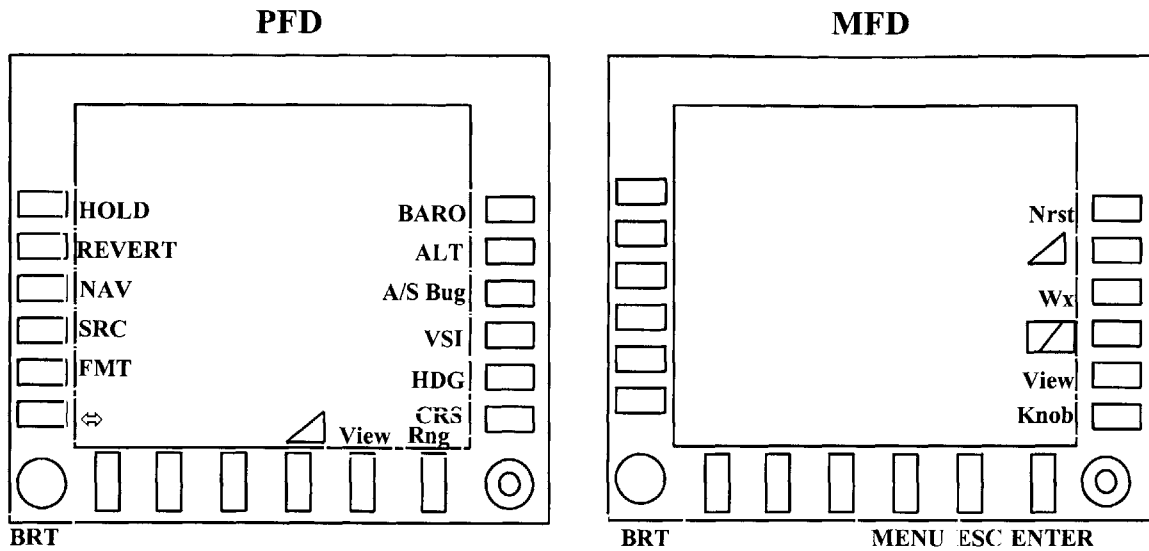 PFD
HOLD
REVERT
NAV
SRC
FMT
BARO
ALT
A/S Bug
VSI
HDG
CRS
View Rng
BRT
MFD
Nrst
Wx
View
Knob
BRT
MENU ESC ENTER